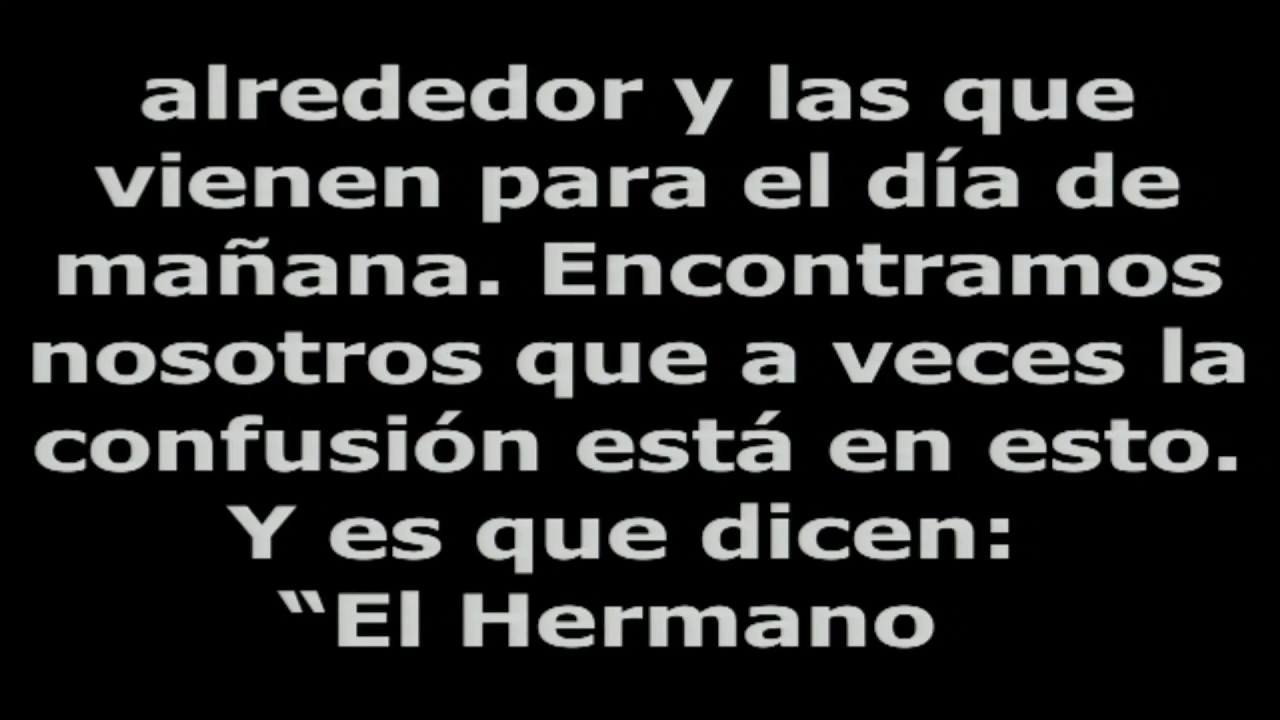 alrededor y las que
vienen para el día de
mañana. Encontramos
nosotros que a veces la
confusión está en esto.
Y es que dicen:
“El Hermano